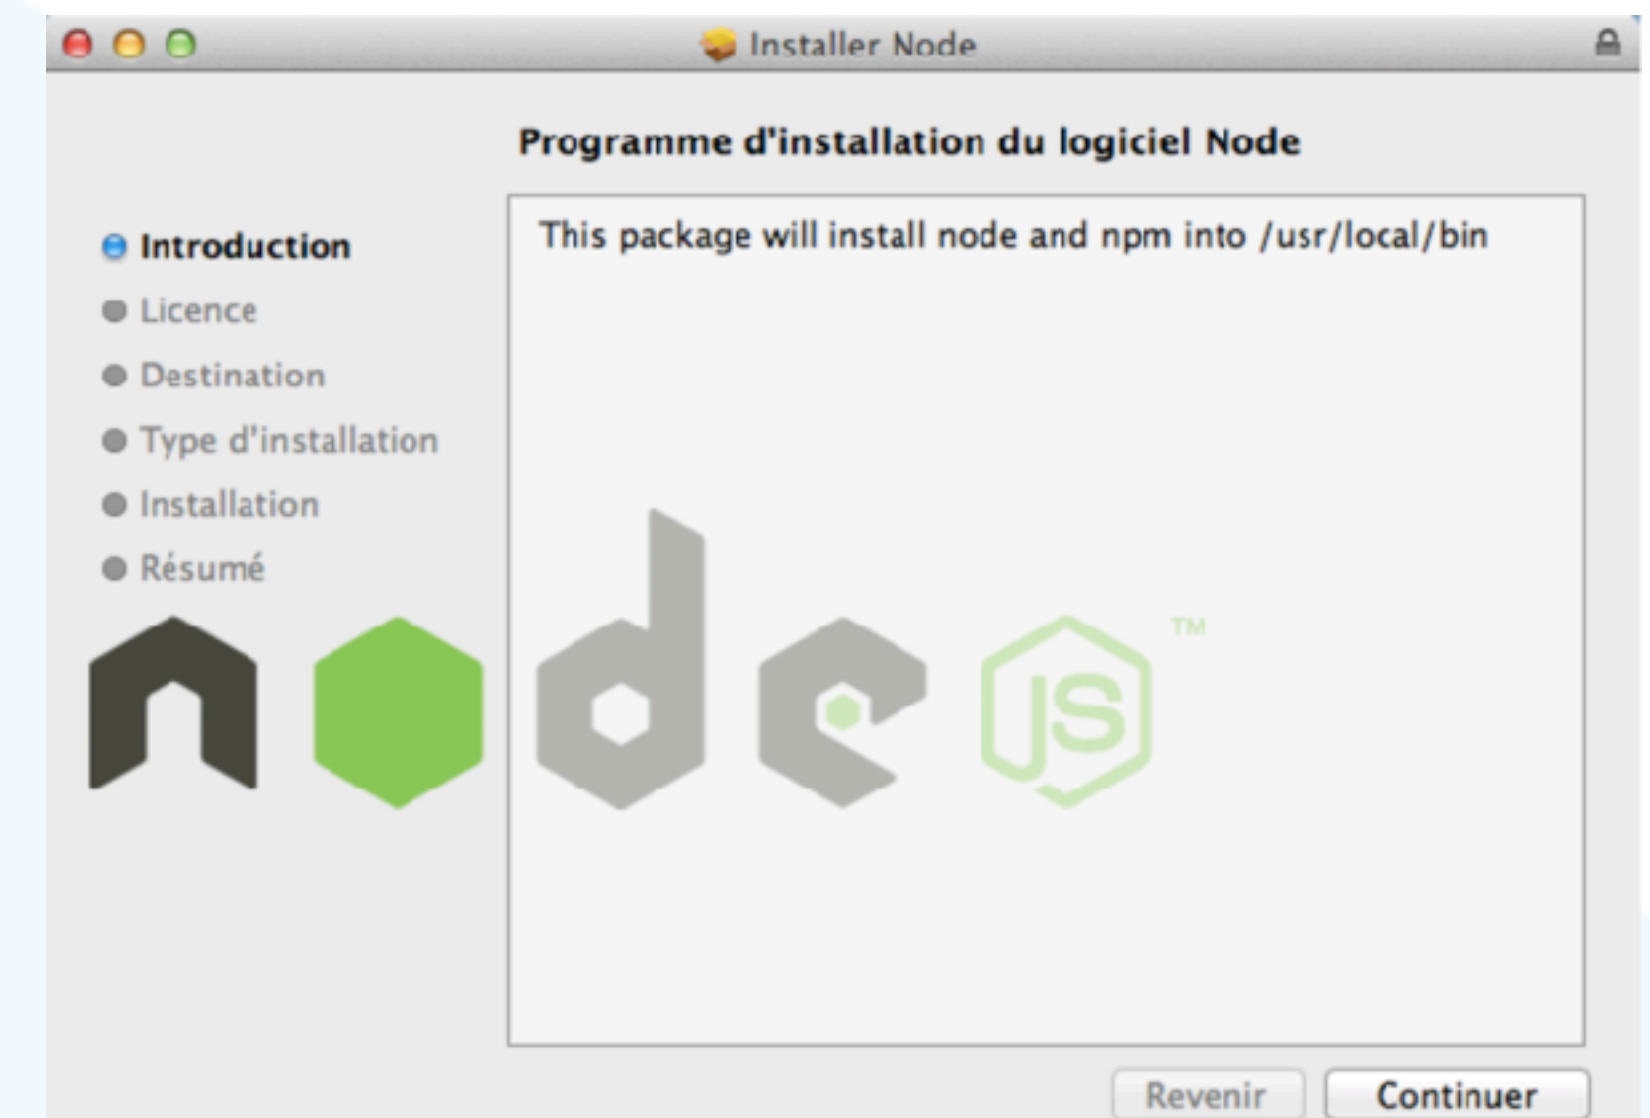 Installer Node
Programme d'installation du logiciel Node
Introduction
Licence
Destination
Type d'installation
Installation
Résumé
This package will install node and npm into /usr/local/bin
node JS ™
Revenir
Continuer